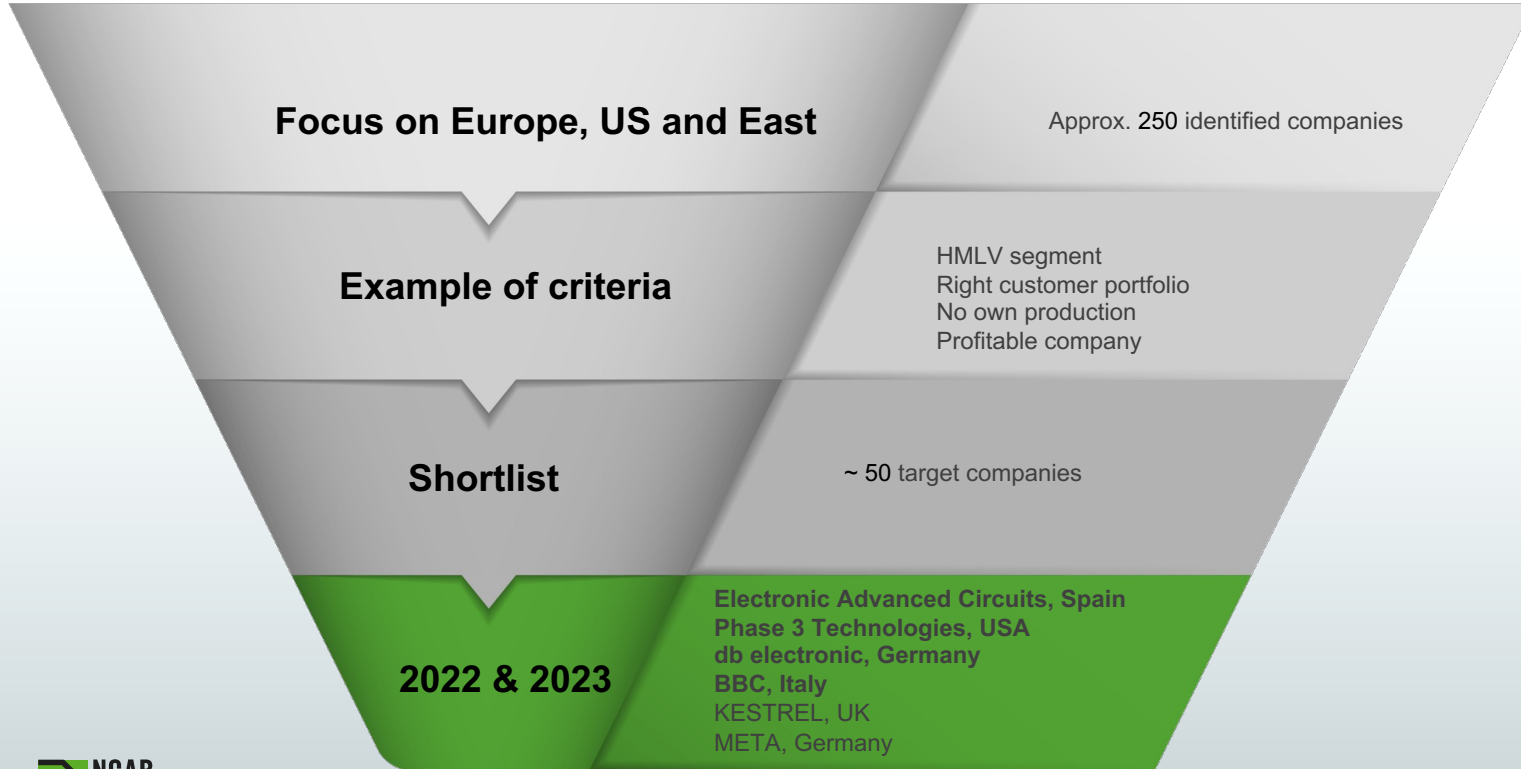 Focus on Europe, US and East
Approx. 250 identified companies
Example of criteria
HMLV segment
Right customer portfolio
No own production
Profitable company
Shortlist
~ 50 target companies
2022 & 2023
Electronic Advanced Circuits, Spain
Phase 3 Technologies, USA
db electronic, Germany
BBC, Italy
KESTREL, UK
META, Germany
NCAB